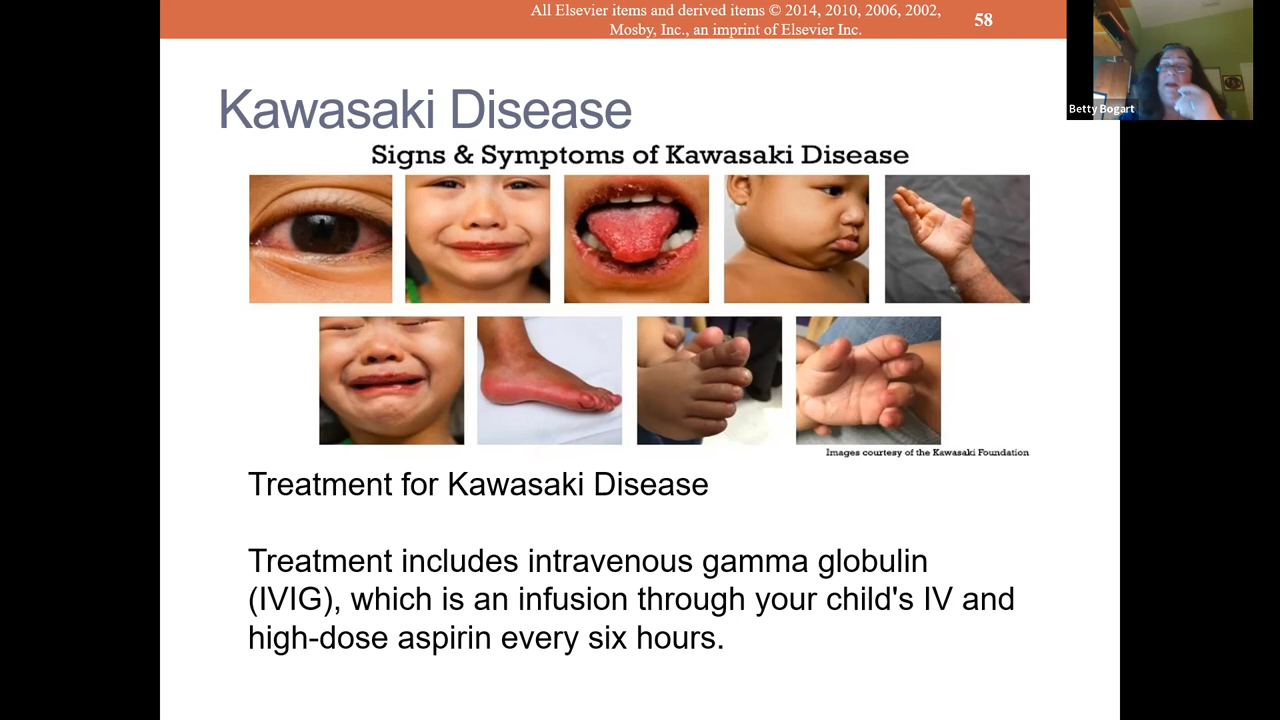 All Elsevier items and derived items © 2014, 2010, 2006, 2002,
Mosby, Inc., an imprint of Elsevier Inc.
58
Betty Bogart
Kawasaki Disease
Signs & Symptoms of Kawasaki Disease
Images courtesy of the Kawasaki Foundation
Treatment for Kawasaki Disease
Treatment includes intravenous gamma globulin
(IVIG), which is an infusion through your child's IV and
high-dose aspirin every six hours.